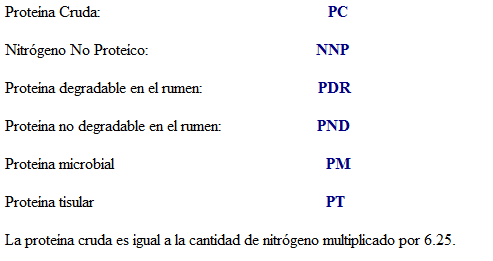 Proteína Cruda: PC
Nitrógeno No Proteico: NNP
Proteína degradable en el rumen: PDR
Proteína no degradable en el rumen: PND
Proteína microbial PM
Proteína tisular PT
La proteína cruda es igual a la cantidad de nitrógeno multiplicado por 6.25.